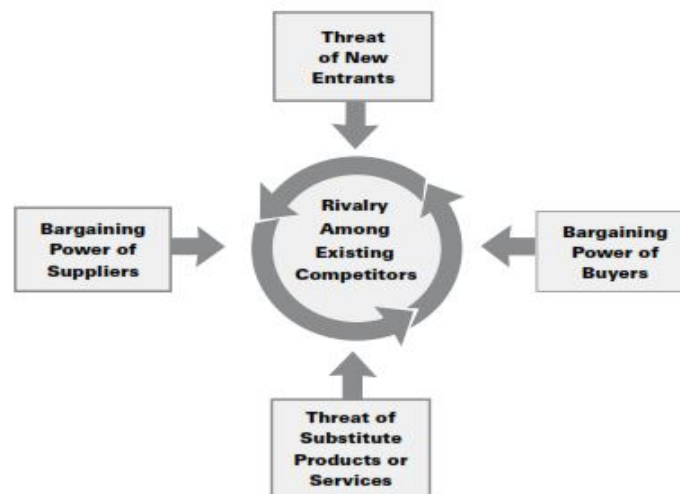 Threat
of New
Entrants
Bargaining
Power of
Suppliers
Rivalry
Among
Existing
Competitors
Bargaining
Power of
Buyers
Threat of
Substitute
Products or
Services